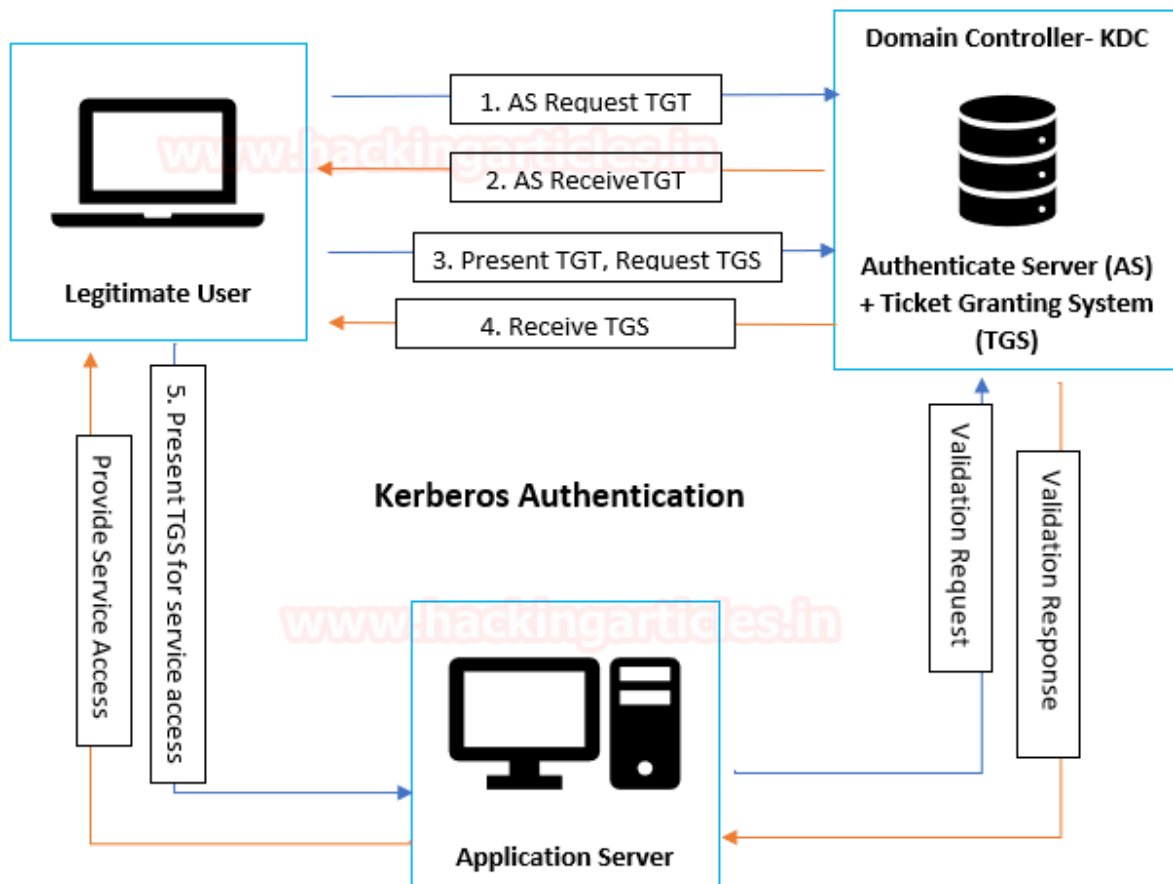 Domain Controller- KDC
1. AS Request TGT
www.hackingarticles.in
2. AS ReceiveTGT
3. Present TGT, Request TGS
4. Receive TGS
Legitimate User
Authenticate Server (AS)
+ Ticket Granting System
(TGS)
5. Present TGS for service access
Provide Service Access
Kerberos Authentication
Validation Request
Validation Response
www.hackingarticles.in
Application Server